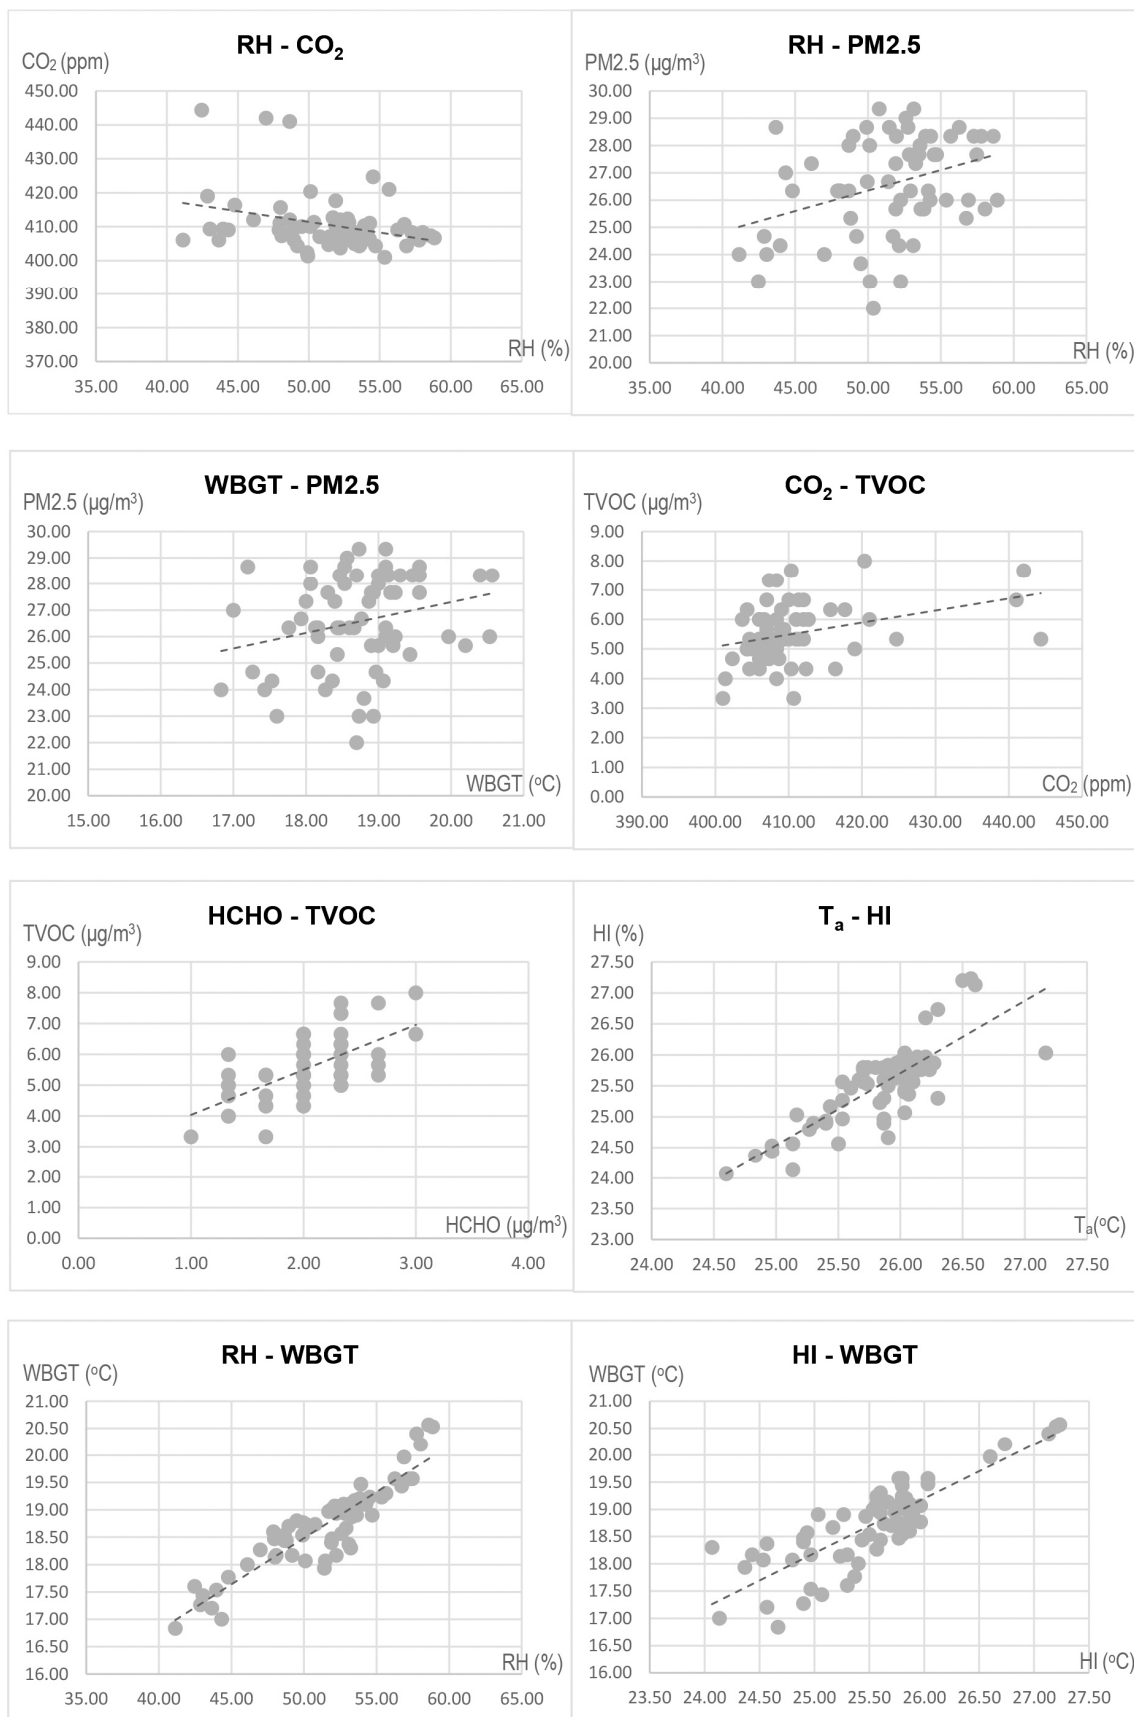 RH - CO₂
CO₂ (ppm)
450.00
440.00
430.00
420.00
410.00
400.00
390.00
380.00
370.00
RH (%)
35.00 40.00 45.00 50.00 55.00 60.00 65.00
RH - PM2.5
PM2.5 (µg/m³)
30.00
29.00
28.00
27.00
26.00
25.00
24.00
23.00
22.00
21.00
20.00
RH (%)
35.00 40.00 45.00 50.00 55.00 60.00 65.00
WBGT - PM2.5
PM2.5 (µg/m³)
30.00
29.00
28.00
27.00
26.00
25.00
24.00
23.00
22.00
21.00
20.00
WBGT (ºC)
15.00 16.00 17.00 18.00 19.00 20.00 21.00
CO₂ - TVOC
TVOC (µg/m³)
9.00
8.00
7.00
6.00
5.00
4.00
3.00
2.00
1.00
0.00
CO₂ (ppm)
390.00 400.00 410.00 420.00 430.00 440.00 450.00
HCHO - TVOC
TVOC (µg/m³)
9.00
8.00
7.00
6.00
5.00
4.00
3.00
2.00
1.00
0.00
HCHO (µg/m³)
0.00 1.00 2.00 3.00 4.00
Tₐ - HI
HI (%)
27.50
27.00
26.50
26.00
25.50
25.00
24.50
24.00
23.50
23.00
Tₐ(ºC)
24.00 24.50 25.00 25.50 26.00 26.50 27.00 27.50
RH - WBGT
WBGT (ºC)
21.00
20.50
20.00
19.50
19.00
18.50
18.00
17.50
17.00
16.50
16.00
RH (%)
35.00 40.00 45.00 50.00 55.00 60.00 65.00
HI - WBGT
WBGT (ºC)
21.00
20.50
20.00
19.50
19.00
18.50
18.00
17.50
17.00
16.50
16.00
HI (ºC)
23.50 24.00 24.50 25.00 25.50 26.00 26.50 27.00 27.50